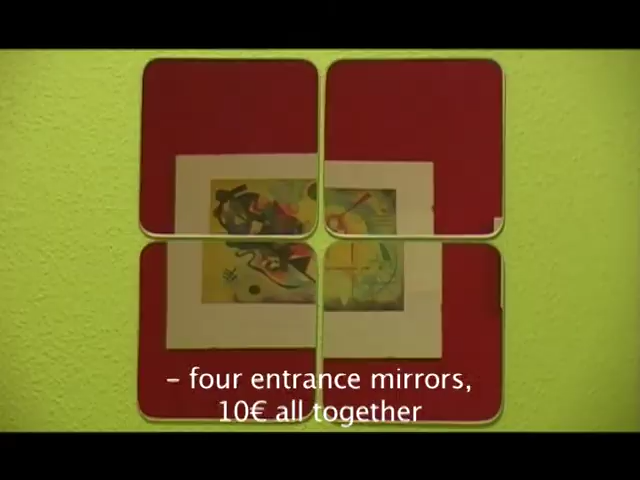 - four entrance mirrors,
10€ all together